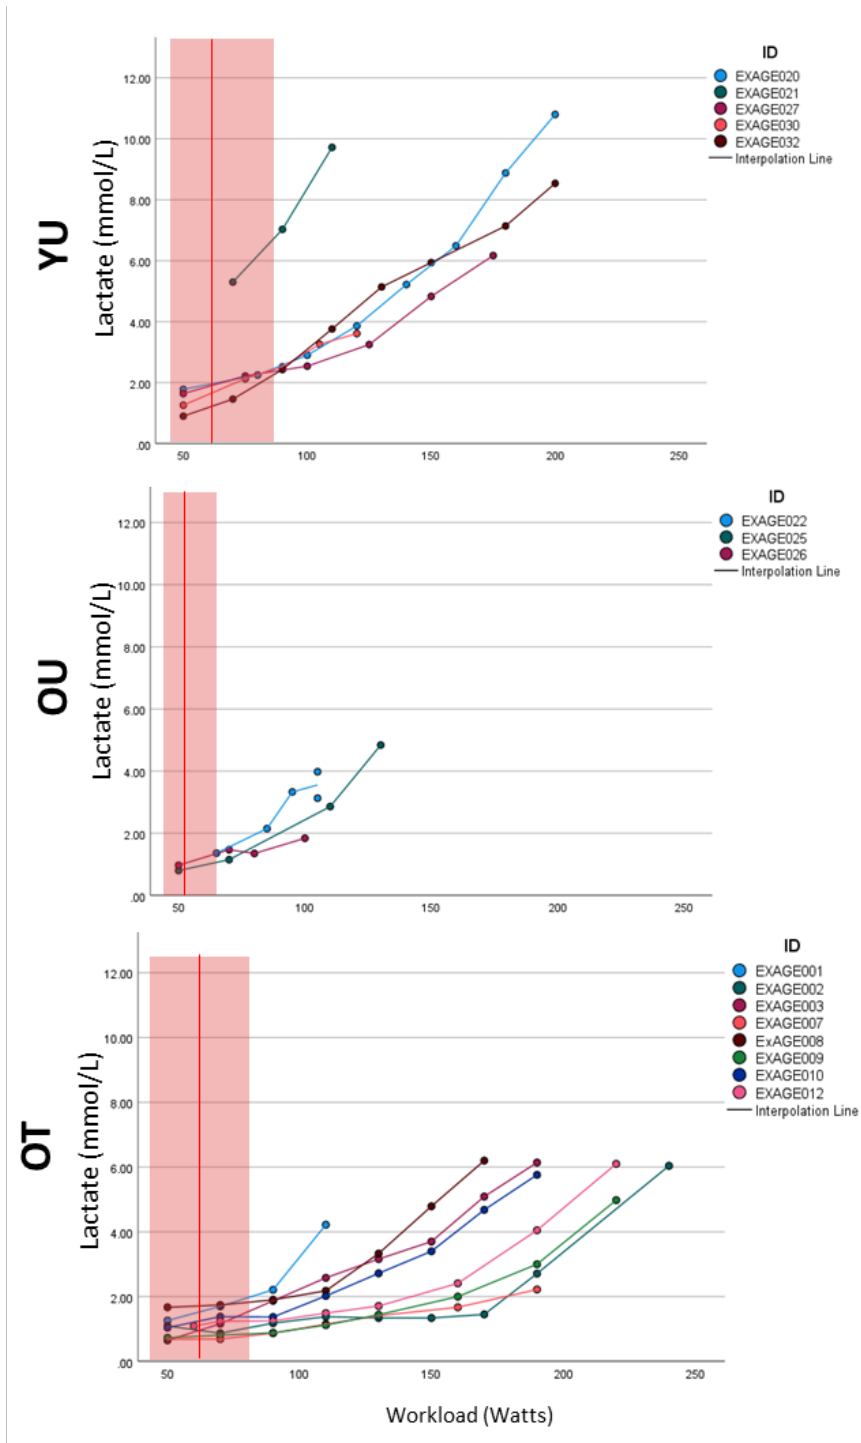 YU
Lactate (mmol/L)
12.00
10.00
8.00
6.00
4.00
2.00
.00
50 100 150 200 250
ID
EXAGE020
EXAGE021
EXAGE027
EXAGE030
EXAGE032
Interpolation Line
OU
Lactate (mmol/L)
12.00
10.00
8.00
6.00
4.00
2.00
.00
50 100 150 200 250
ID
EXAGE022
EXAGE025
EXAGE026
Interpolation Line
OT
Lactate (mmol/L)
12.00
10.00
8.00
6.00
4.00
2.00
.00
50 100 150 200 250
ID
EXAGE001
EXAGE002
EXAGE003
EXAGE007
ExAGE008
EXAGE009
EXAGE010
EXAGE012
Interpolation Line
Workload (Watts)